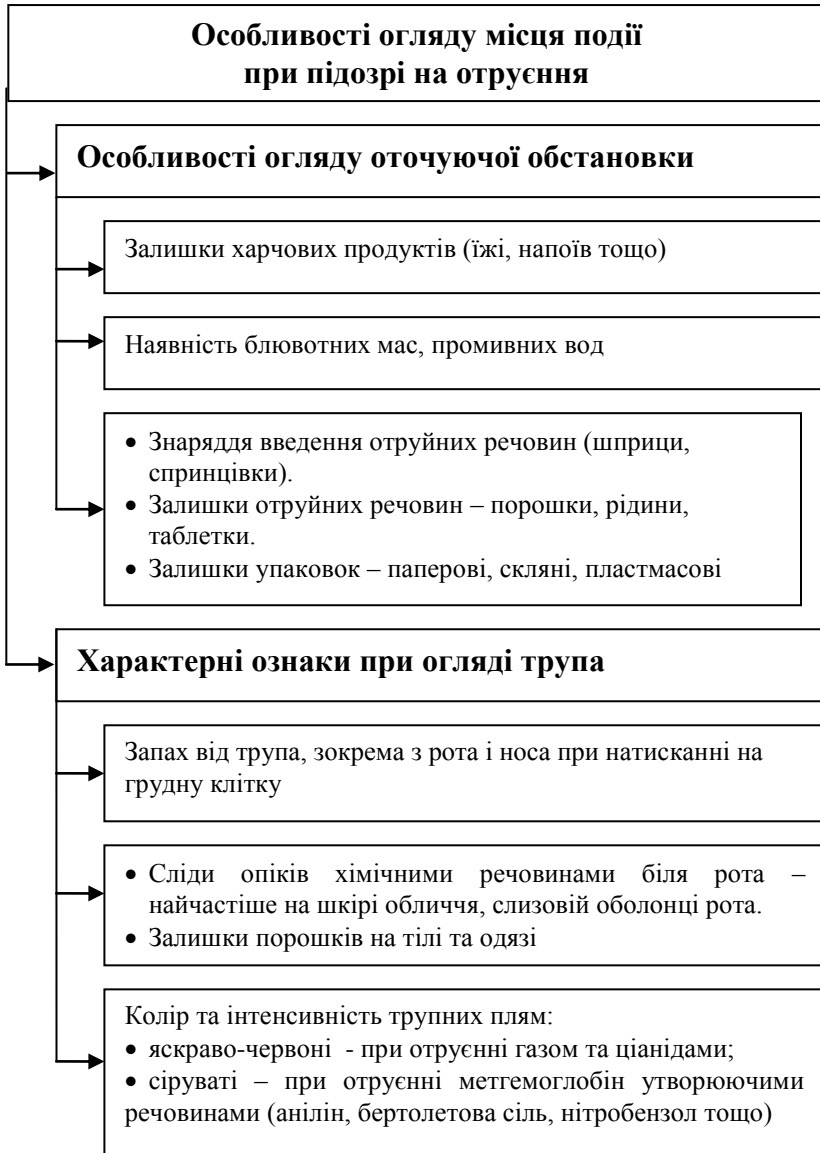 Особливості огляду місця події
при підозрі на отруєння
Особливості огляду оточуючої обстановки
Залишки харчових продуктів (їжі, напоїв тощо)
Наявність блювотних мас, промивних вод
• Знаряддя введення отруйних речовин (шприци,
спринцівки).
• Залишки отруйних речовин – порошки, рідини,
таблетки.
• Залишки упаковок – паперові, скляні, пластмасові
Характерні ознаки при огляді трупа
Запах від трупа, зокрема з рота і носа при натисканні на
грудну клітку
• Сліди опіків хімічними речовинами біля рота –
найчастіше на шкірі обличчя, слизовій оболонці рота.
• Залишки порошків на тілі та одязі
Колір та інтенсивність трупних плям:
• яскраво-червоні - при отруєнні газом та ціанідами;
• сіруваті – при отруєнні метгемоглобін утворюючими
речовинами (анілін, бертолетова сіль, нітробензол тощо)